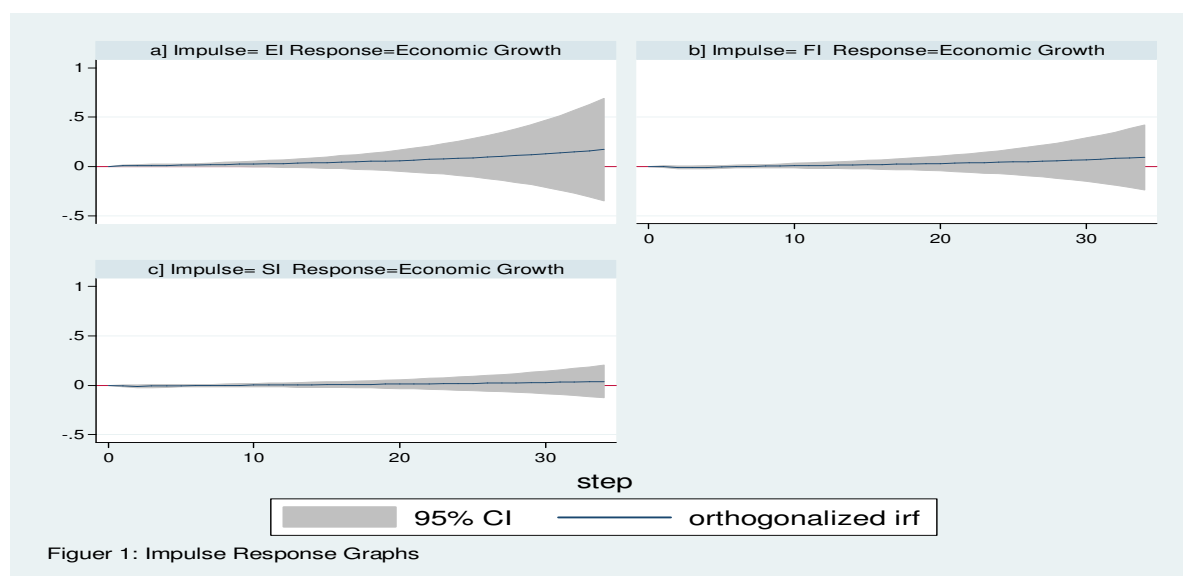 a] Impulse= EI Response=Economic Growth
1
.5
0
-.5
b] Impulse= FI  Response=Economic Growth
0
10
20
30
c] Impulse= SI  Response=Economic Growth
1
.5
0
-.5
0
10
20
30
step
95% CI
orthogonalized irf
Figuer 1: Impulse Response Graphs